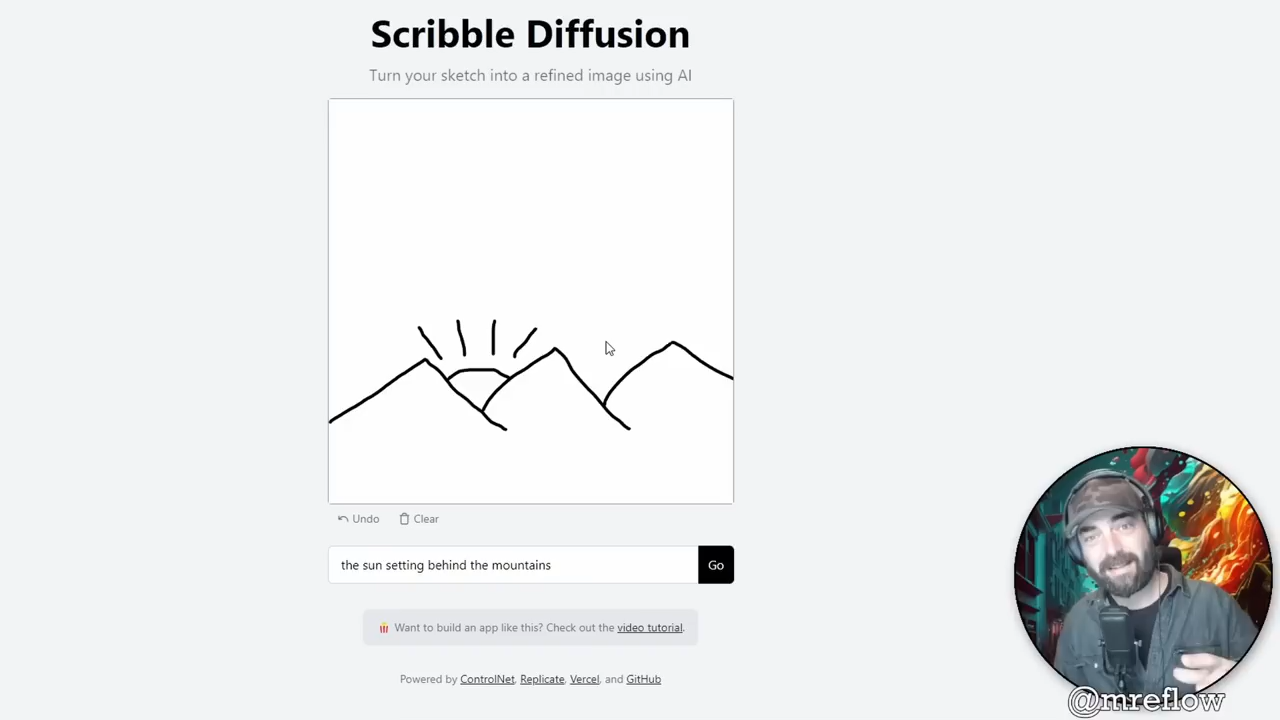 Scribble Diffusion
Turn your sketch into a refined image using AI
Undo Clear
the sun setting behind the mountains
Go
🍿 Want to build an app like this? Check out the video tutorial.
Powered by ControlNet, Replicate, Vercel, and GitHub
@mreflow